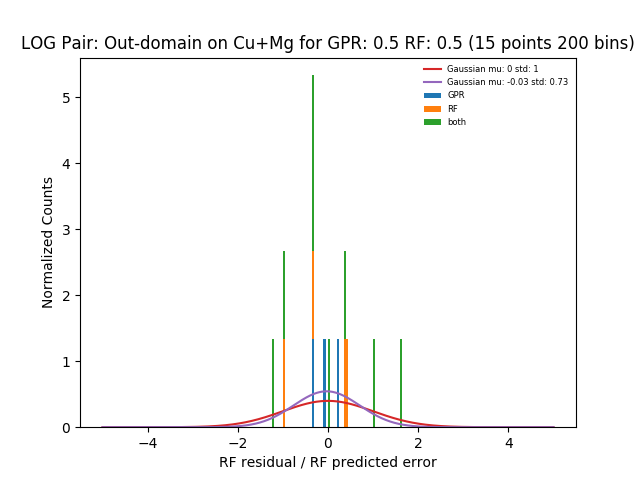 LOG Pair: Out-domain on Cu+Mg for GPR: 0.5 RF: 0.5 (15 points 200 bins)
Gaussian mu: 0 std: 1
Gaussian mu: -0.03 std: 0.73
GPR
RF
both
Normalized Counts
5
4
3
2
1
0
−4
−2
0
2
4
RF residual / RF predicted error